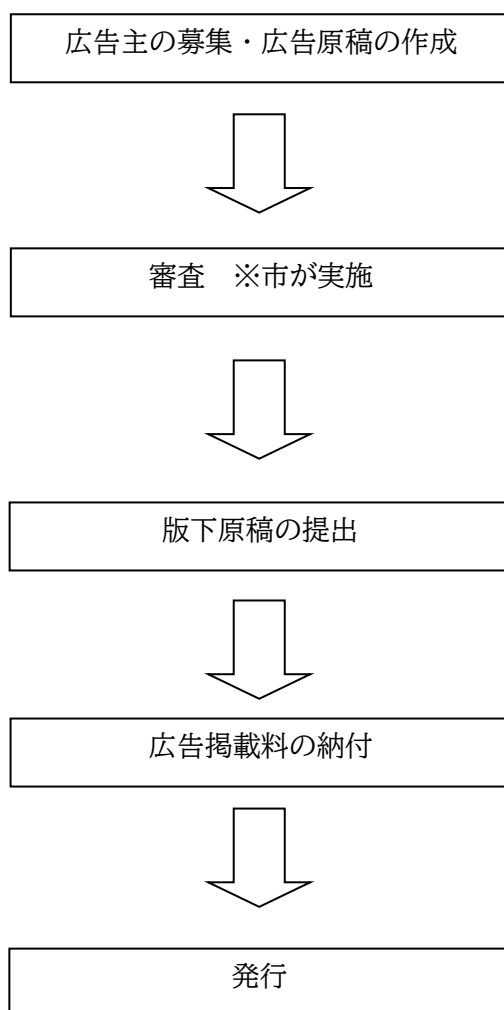 広告主の募集・広告原稿の作成
審査　※市が実施
版下原稿の提出
広告掲載料の納付
発行